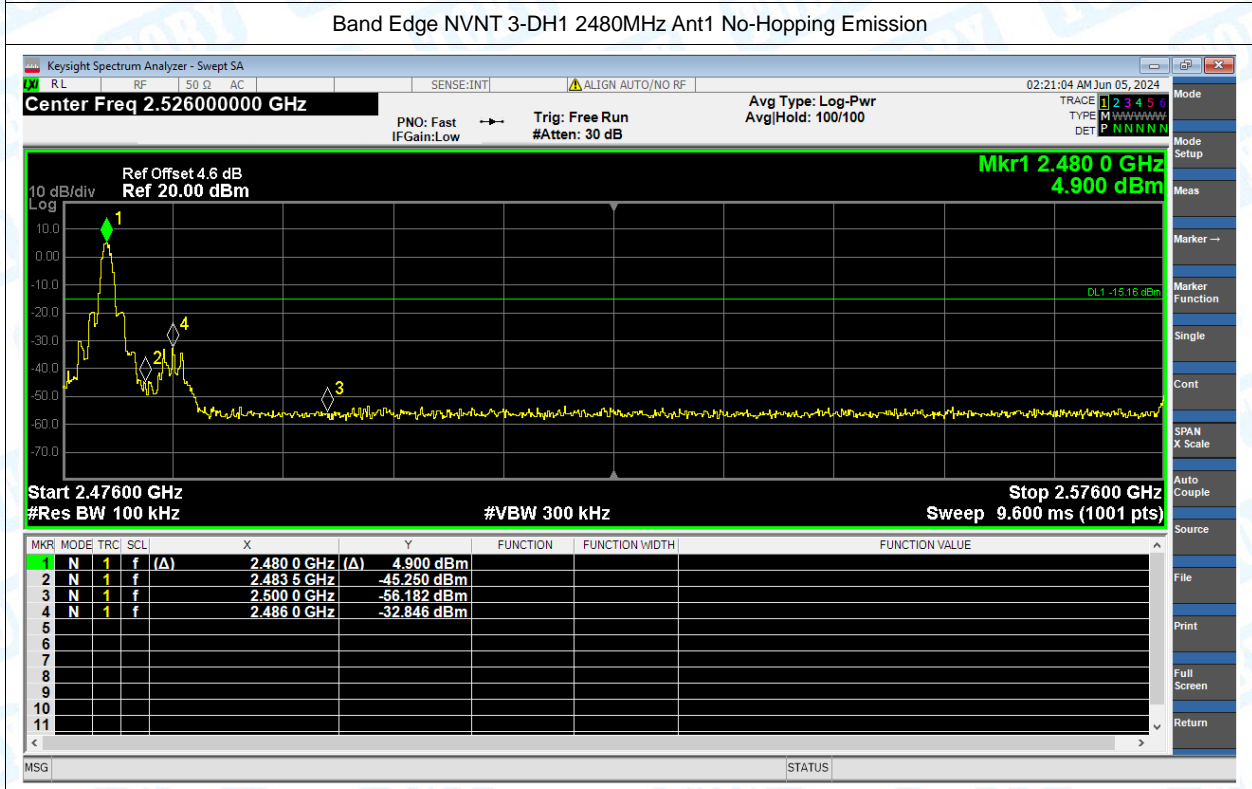 Band Edge NVNT 3-DH1 2480MHz Ant1 No-Hopping Emission
Keysight Spectrum Analyzer - Swept SA
LXI RL RF 50 Ω AC SENSE:INT ALIGN AUTO/NO RF 02:21:04 AM Jun 05, 2024
Center Freq 2.526000000 GHz
PNO: Fast
IFGain:Low
Trig: Free Run
#Atten: 30 dB
Avg Type: Log-Pwr
Avg|Hold: 100/100
TRACE 1 2 3 4 5 6
TYPE M WWWWW
DET P N N N N N
Mkr1 2.480 0 GHz
4.900 dBm
Ref Offset 4.6 dB
Ref 20.00 dBm
10 dB/div
Log
10.0
0.00
-10.0
-20.0
-30.0
-40.0
-50.0
-60.0
-70.0
1
2
3
4
DL1 -15.16 dBm
Start 2.47600 GHz
Stop 2.57600 GHz
#Res BW 100 kHz
#VBW 300 kHz
Sweep 9.600 ms (1001 pts)
MKR MODE TRC SCL X Y FUNCTION FUNCTION WIDTH FUNCTION VALUE
1 N 1 f (Δ) 2.480 0 GHz (Δ) 4.900 dBm
2 N 1 f 2.483 5 GHz -45.250 dBm
3 N 1 f 2.500 0 GHz -56.182 dBm
4 N 1 f 2.486 0 GHz -32.846 dBm
5
6
7
8
9
10
11
MSG
STATUS
Mode
Mode Setup
Meas
Marker →
Marker Function
Single
Cont
SPAN X Scale
Auto Couple
Source
File
Print
Full Screen
Return